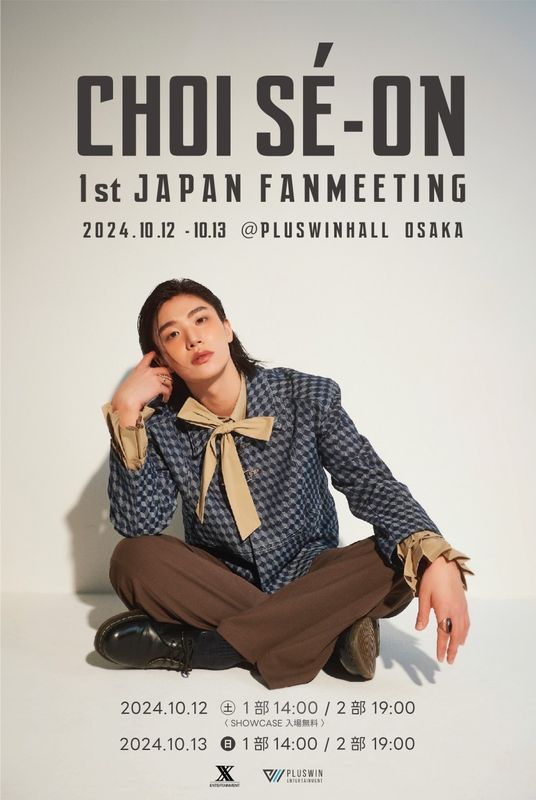 CHOI SÉ-ON
1st JAPAN FANMEETING
2024.10.12 -10.13 @PLUSWINHALL OSAKA
2024.10.12 土 1部 14:00 / 2部 19:00
〈 SHOWCASE 入場無料 〉
2024.10.13 日 1部 14:00 / 2部 19:00
ENTERTAINMENT
PLUSWIN
ENTERTAINMENT